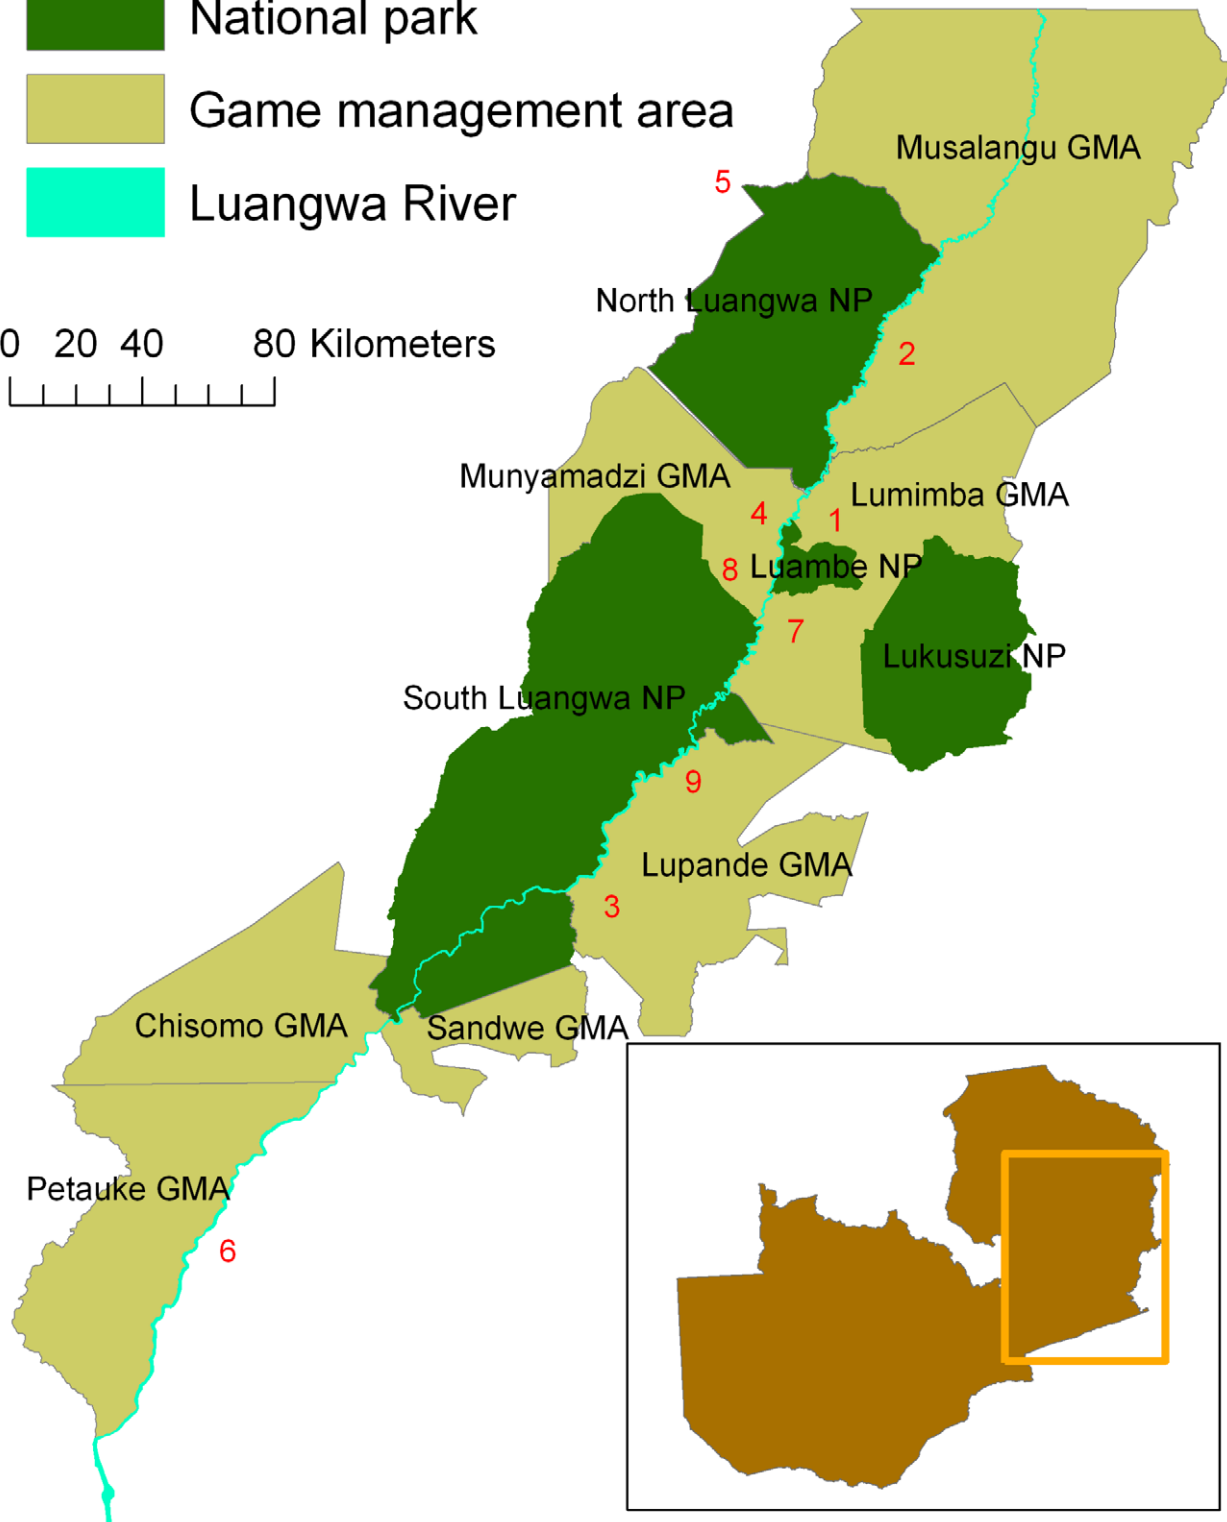 National park
Game management area
Luangwa River
0 20 40 80 Kilometers
Musalangu GMA
5
North Luangwa NP
2
Munyamadzi GMA
Lumimba GMA
4
1
8
Luambe NP
7
Lukusuzi NP
South Luangwa NP
9
Lupande GMA
3
Chisomo GMA
Sandwe GMA
Petauke GMA
6